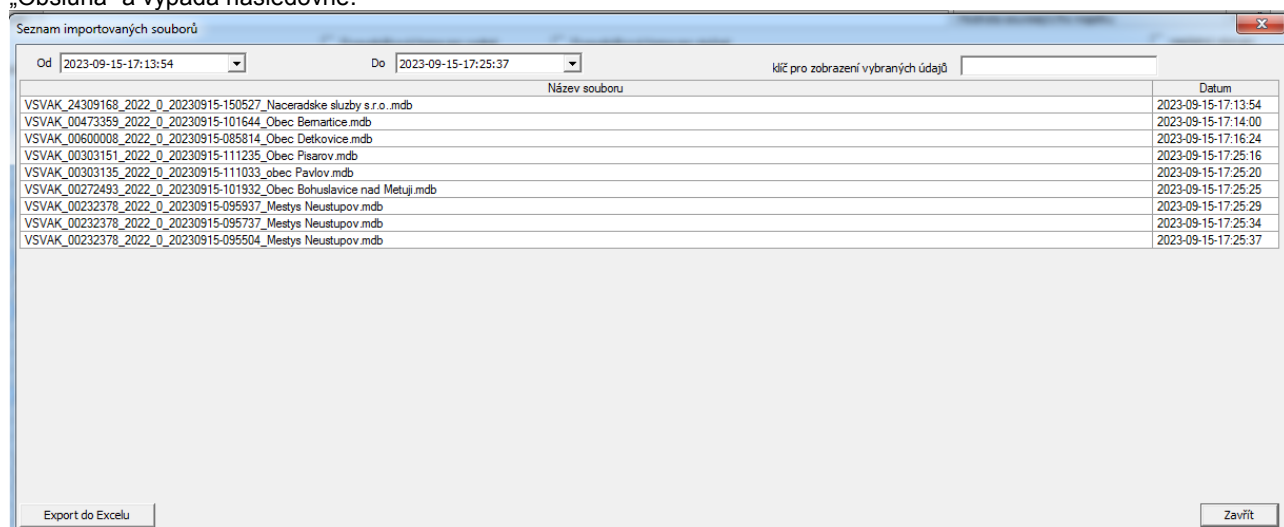 „Obsluha“ a vypadá následovně:
Seznam importovaných souborů
Od 2023-09-15-17:13:54 Do 2023-09-15-17:25:37 klíč pro zobrazení vybraných údajů
Název souboru Datum
VSVAK_24309168_2022_0_20230915-150527_Naceradske sluzby s.r.o..mdb 2023-09-15-17:13:54
VSVAK_00473359_2022_0_20230915-101644_Obec Bernartice.mdb 2023-09-15-17:14:00
VSVAK_00600008_2022_0_20230915-085814_Obec Detkovice.mdb 2023-09-15-17:16:24
VSVAK_00303151_2022_0_20230915-111235_Obec Pisarov.mdb 2023-09-15-17:25:16
VSVAK_00303135_2022_0_20230915-111033_obec Pavlov.mdb 2023-09-15-17:25:20
VSVAK_00272493_2022_0_20230915-101932_Obec Bohuslavice nad Metuji.mdb 2023-09-15-17:25:25
VSVAK_00232378_2022_0_20230915-095937_Mestys Neustupov.mdb 2023-09-15-17:25:29
VSVAK_00232378_2022_0_20230915-095737_Mestys Neustupov.mdb 2023-09-15-17:25:34
VSVAK_00232378_2022_0_20230915-095504_Mestys Neustupov.mdb 2023-09-15-17:25:37
Export do Excelu Zavřít